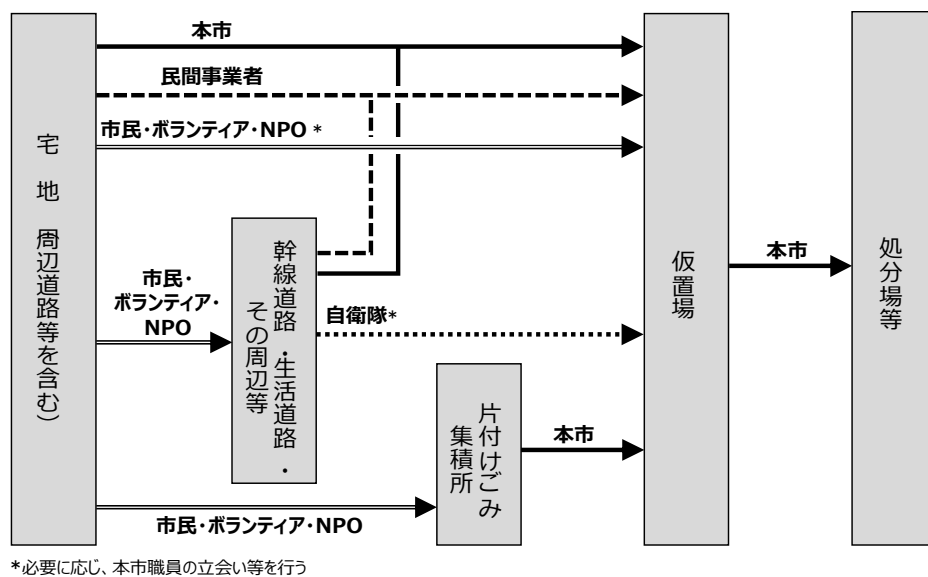 本市
民間事業者
市民・ボランティア・NPO *
宅 地 (周辺道路等を含む)
市民・
ボランティア・
NPO
幹線道路・生活道路・
その周辺等
自衛隊*
片付けごみ
集積所
本市
市民・ボランティア・NPO
仮置場
本市
処分場等
*必要に応じ、本市職員の立会い等を行う